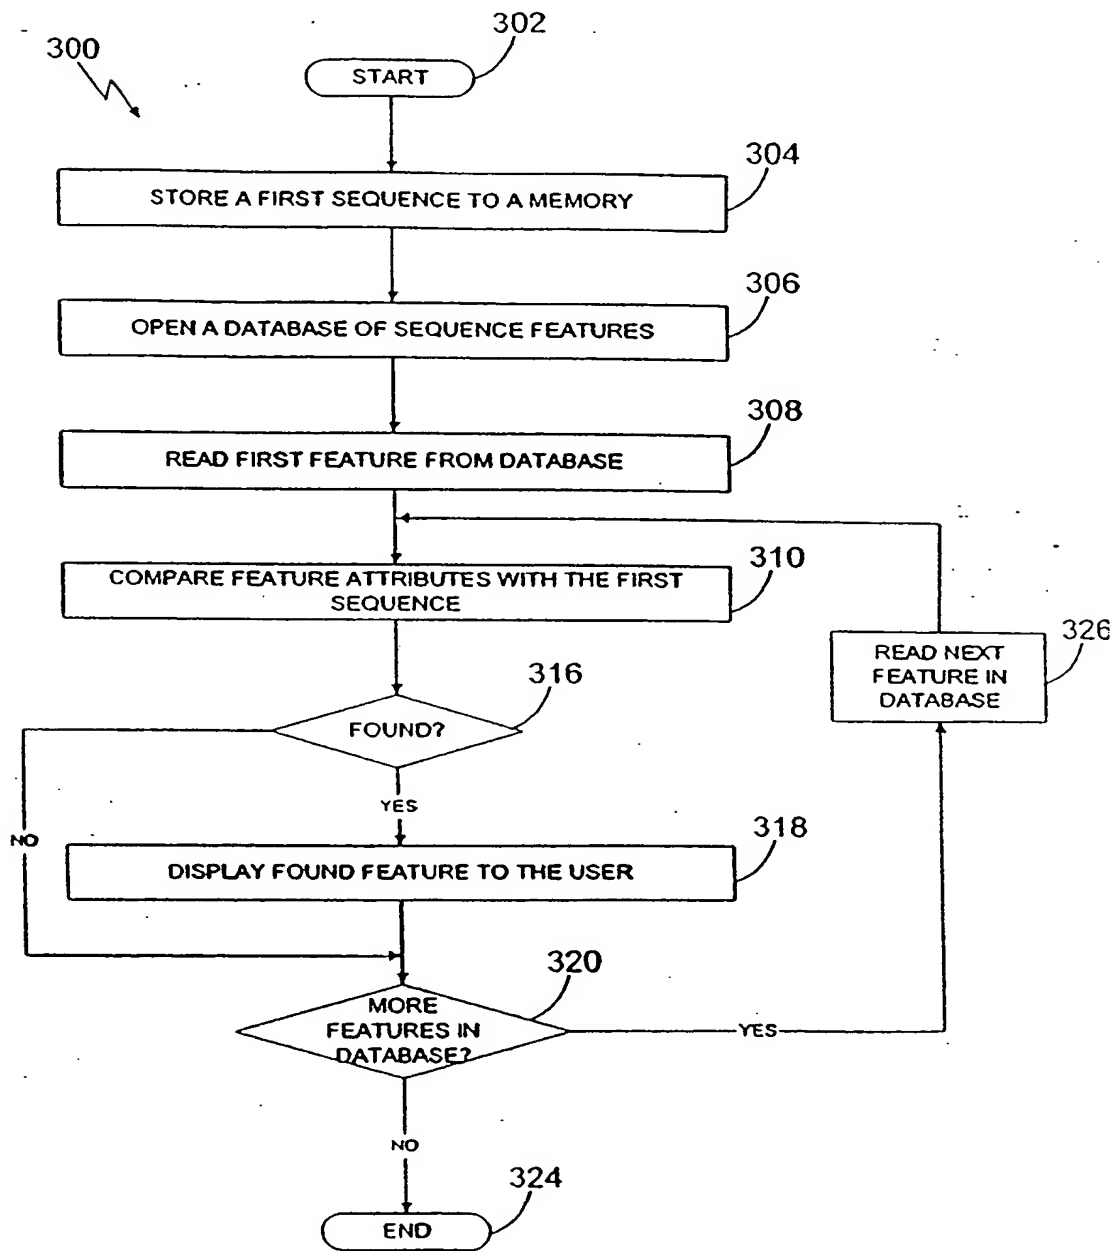 302
300
START
304
STORE A FIRST SEQUENCE TO A MEMORY
306
OPEN A DATABASE OF SEQUENCE FEATURES
308
READ FIRST FEATURE FROM DATABASE
310
COMPARE FEATURE ATTRIBUTES WITH THE FIRST
SEQUENCE
326
READ NEXT
FEATURE IN
DATABASE
316
FOUND?
YES
NO
318
DISPLAY FOUND FEATURE TO THE USER
320
MORE
FEATURES IN
DATABASE?
YES
NO
324
END